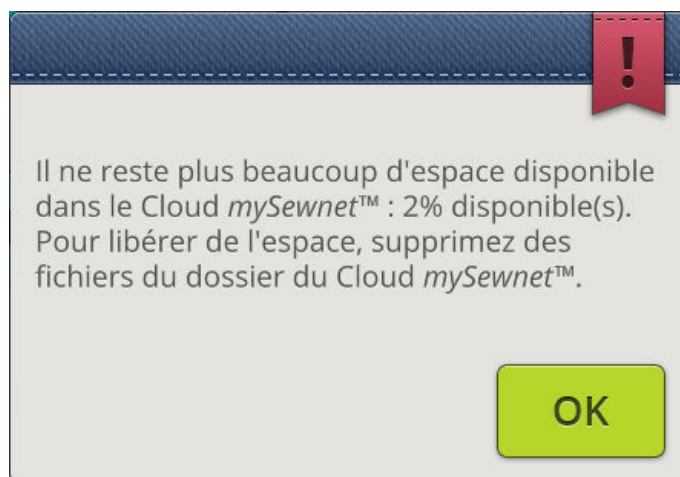 !
Il ne reste plus beaucoup d'espace disponible
dans le Cloud mySewnet™ : 2% disponible(s).
Pour libérer de l'espace, supprimez des
fichiers du dossier du Cloud mySewnet™.
OK